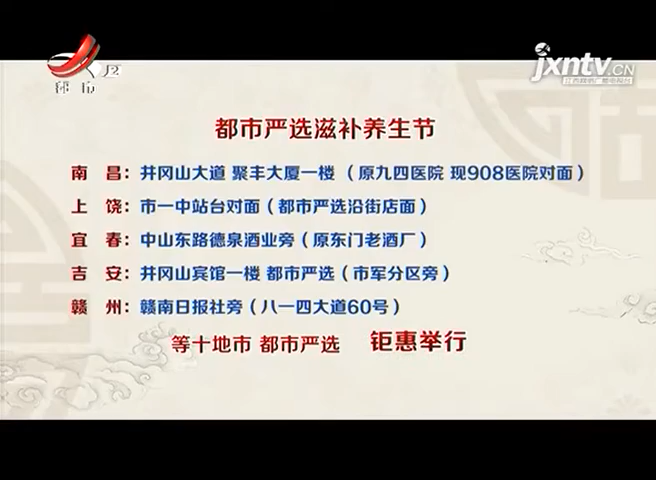 J2
都市
jxntv.CN
都市严选滋补养生节
南 昌：井冈山大道 聚丰大厦一楼 （原九四医院 现908医院对面）
上 饶：市一中站台对面（都市严选沿街店面）
宜 春：中山东路德泉酒业旁（原东门老酒厂）
吉 安：井冈山宾馆一楼 都市严选（市军分区旁）
赣 州：赣南日报社旁（八一四大道60号）
等十地市 都市严选 钜惠举行